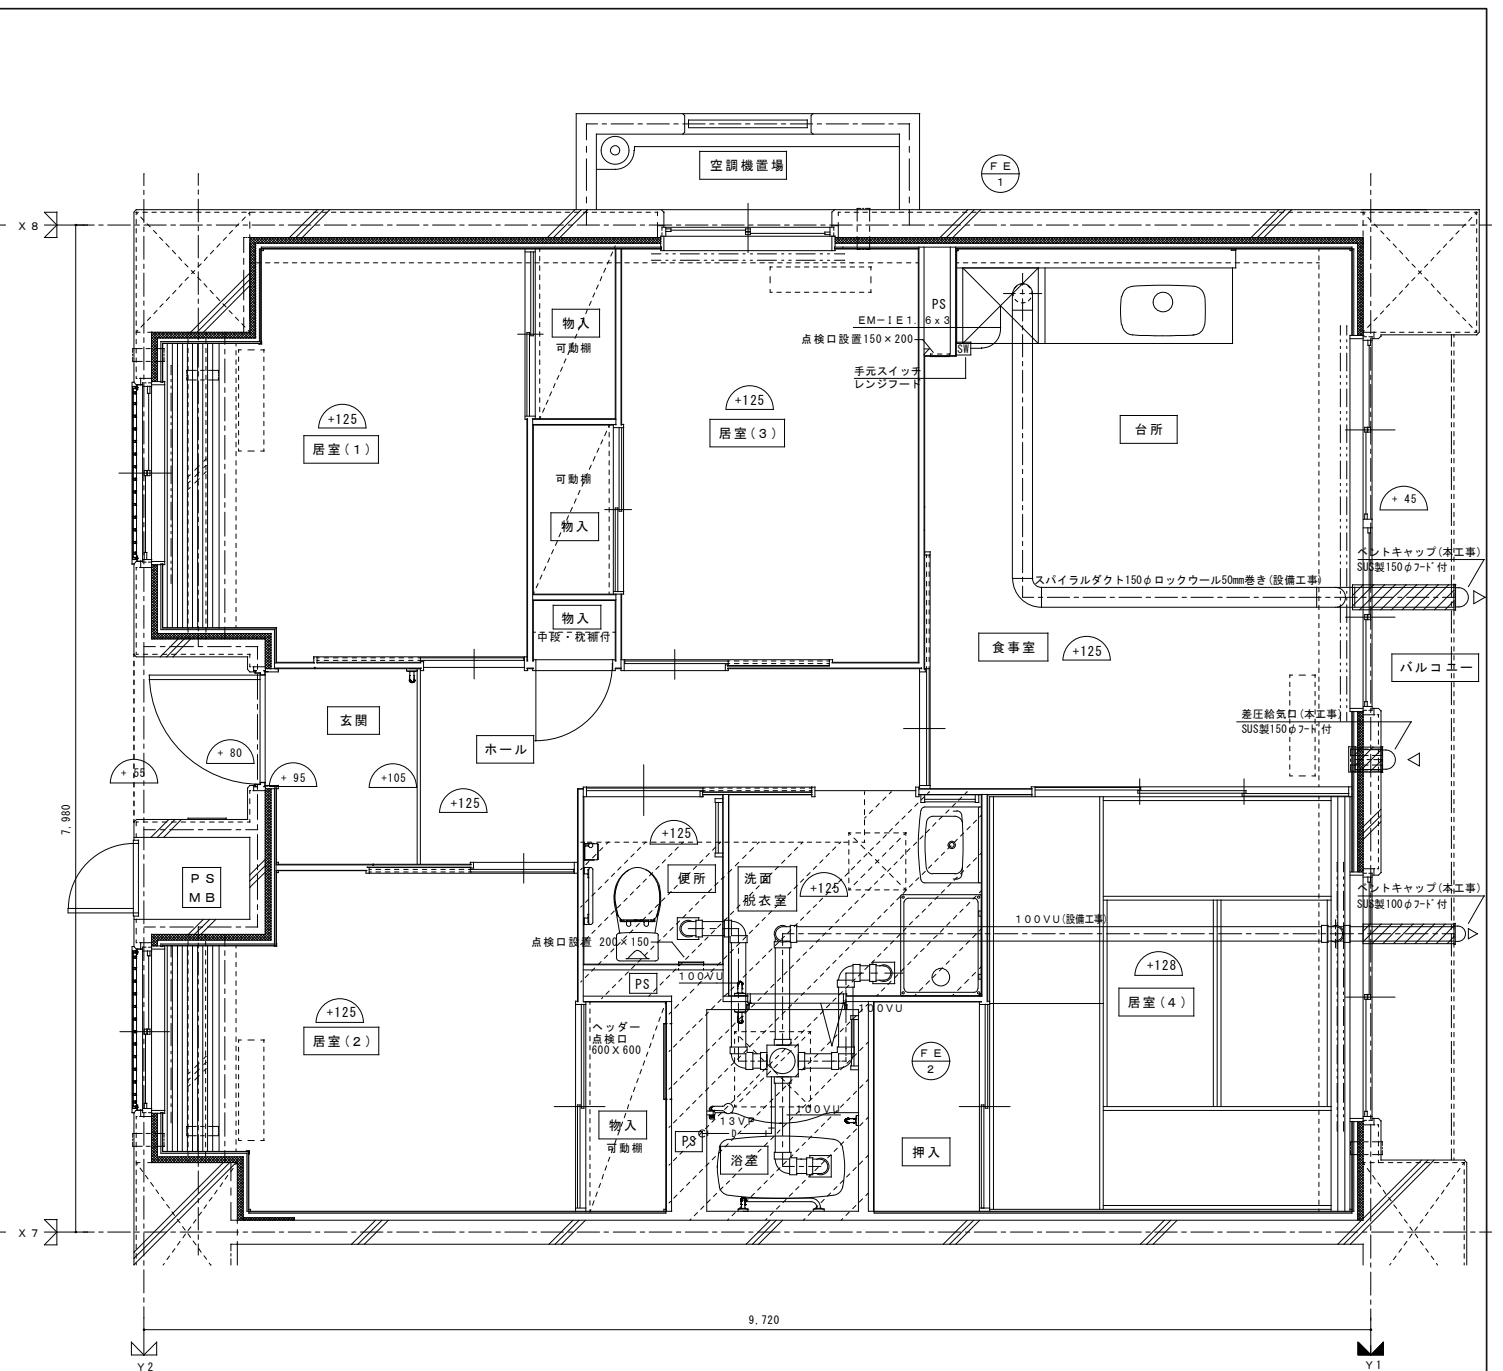 空調機置場
FE
1
X8
PS
物入
可動棚
EM-IE1.6x3
点検口設置150×200
SW
手元スイッチ
レンジフード
+125
居室(1)
+125
居室(3)
台所
可動棚
物入
+45
ベントキャップ(本工事)
SUS製150φフード付
スパイラルダクト150φロックウール50mm巻き(設備工事)
物入
中段・枕棚付
食事室
+125
バルコニー
玄関
ホール
差圧給気口(本工事)
SUS製150φフード付
+80
+95
+105
+125
7,980
+125
PS
MB
便所
洗面
脱衣室
+125
ベントキャップ(本工事)
SUS製100φフード付
100VU(設備工事)
点検口設置 200×150
100VU
PS
+128
居室(4)
100VU
+125
居室(2)
ヘッダー
点検口
600X600
FE
2
100VU
物入
可動棚
PS
浴室
押入
X7
9,720
Y2
Y1